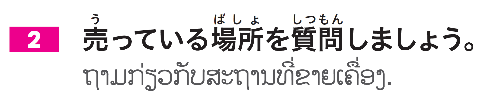 2 売っている場所を質問しましょう。
ຖາມກ່ຽວກັບສະຖານທີ່ຂາຍເຄື່ອງ.